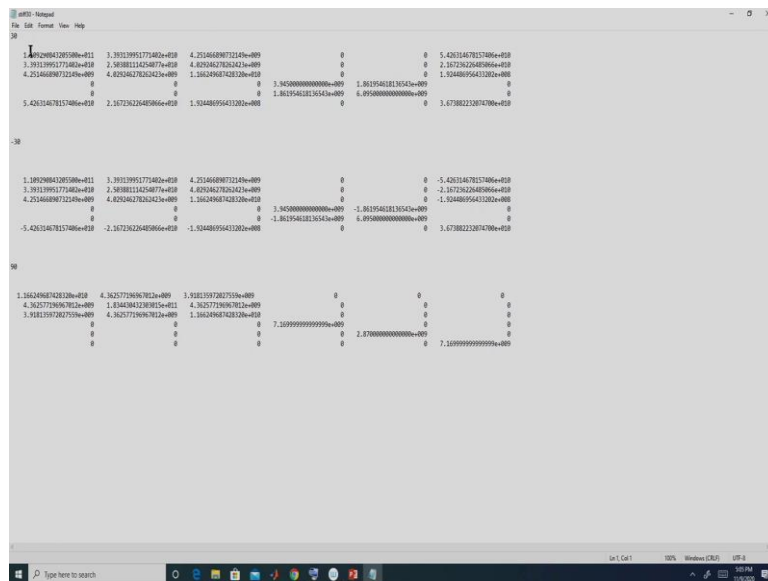 stiff30 - Notepad
File Edit Format View Help
30
1.109290843205500e+011 3.393139951771402e+010 4.251466890732149e+009 0 0 5.426314678157406e+010
3.393139951771402e+010 2.503881114254077e+010 4.029246278262423e+009 0 0 2.167236226485066e+010
4.251466890732149e+009 4.029246278262423e+009 1.166249687428320e+010 0 0 1.924486956433202e+008
0 0 0 3.945000000000000e+009 1.861954618136543e+009 0
0 0 0 1.861954618136543e+009 6.095000000000000e+009 0
5.426314678157406e+010 2.167236226485066e+010 1.924486956433202e+008 0 0 3.673882232074700e+010
-30
1.109290843205500e+011 3.393139951771402e+010 4.251466890732149e+009 0 0 -5.426314678157406e+010
3.393139951771402e+010 2.503881114254077e+010 4.029246278262423e+009 0 0 -2.167236226485066e+010
4.251466890732149e+009 4.029246278262423e+009 1.166249687428320e+010 0 0 -1.924486956433202e+008
0 0 0 3.945000000000000e+009 -1.861954618136543e+009 0
0 0 0 -1.861954618136543e+009 6.095000000000000e+009 0
-5.426314678157406e+010 -2.167236226485066e+010 -1.924486956433202e+008 0 0 3.673882232074700e+010
90
1.166249687428320e+010 4.362577196967012e+009 3.918135972027559e+009 0 0 0
4.362577196967012e+009 1.834430432303015e+011 4.362577196967012e+009 0 0 0
3.918135972027559e+009 4.362577196967012e+009 1.166249687428320e+010 0 0 0
0 0 0 7.169999999999999e+009 0 0
0 0 0 0 2.870000000000000e+009 0
0 0 0 0 0 7.169999999999999e+009
Ln 1, Col 1 100% Windows (CRLF) UTF-8
Type here to search
5:05 PM
11/9/2020